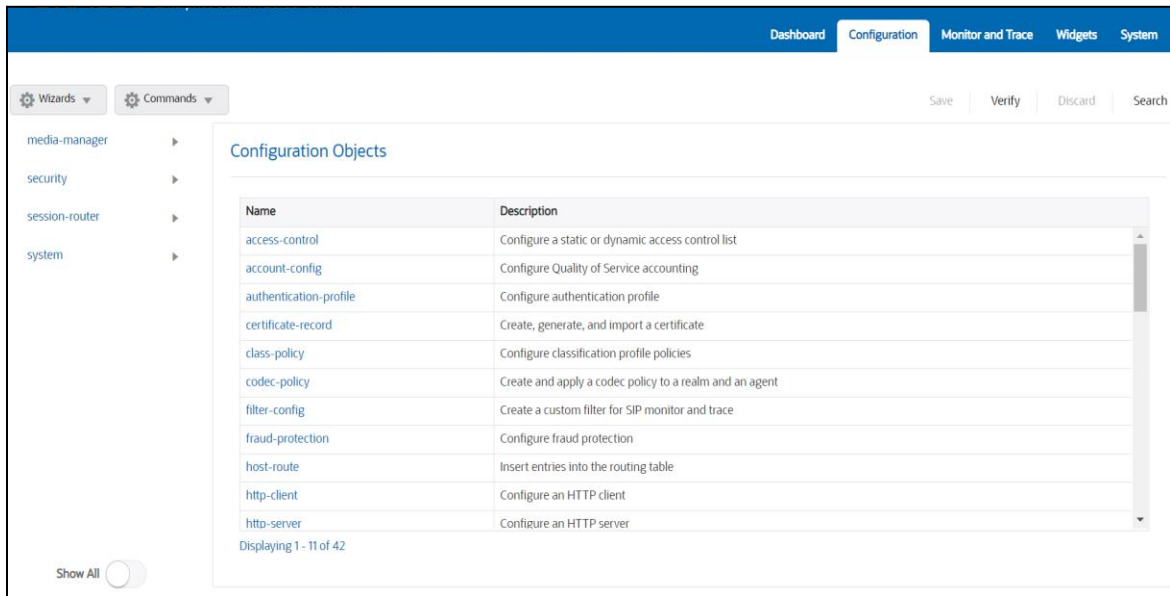 Dashboard Configuration Monitor and Trace Widgets System
Wizards Commands Save Verify Discard Search
media-manager
security
session-router
system
Configuration Objects
Name Description
access-control Configure a static or dynamic access control list
account-config Configure Quality of Service accounting
authentication-profile Configure authentication profile
certificate-record Create, generate, and import a certificate
class-policy Configure classification profile policies
codec-policy Create and apply a codec policy to a realm and an agent
filter-config Create a custom filter for SIP monitor and trace
fraud-protection Configure fraud protection
host-route Insert entries into the routing table
http-client Configure an HTTP client
http-server Configure an HTTP server
Displaying 1 - 11 of 42
Show All